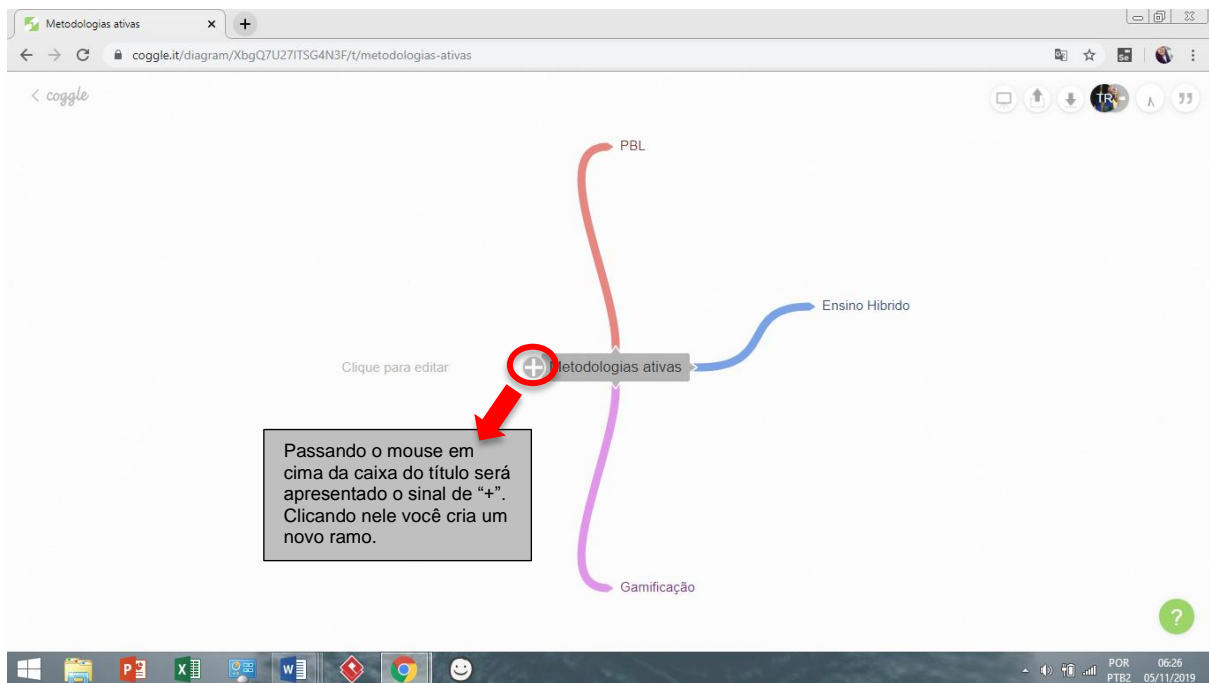 Metodologias ativas
coggle.it/diagram/XbgQ7U27ITSG4N3F/t/metodologias-ativas
Se
coggle
TR
PBL
Ensino Hibrido
Clique para editar
Metodologias ativas
Passando o mouse em
cima da caixa do título será
apresentado o sinal de “+”.
Clicando nele você cria um
novo ramo.
Gamificação
?
POR 06:26
PTB2 05/11/2019